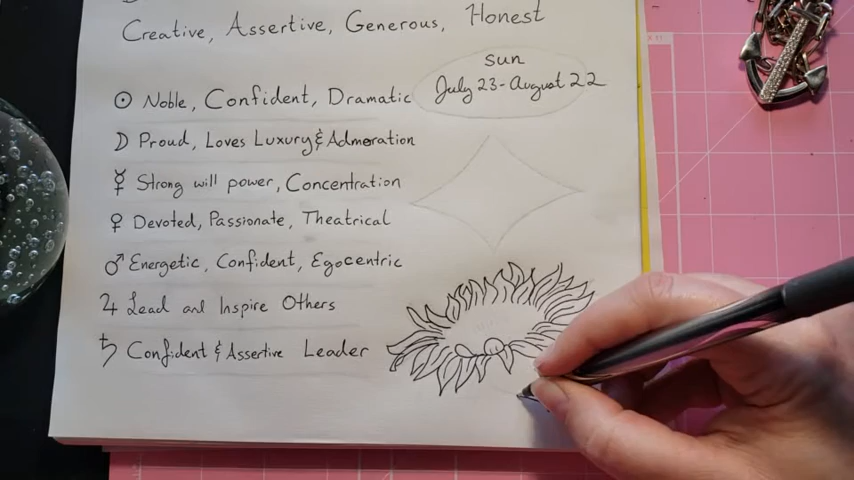 Creative, Assertive, Generous, Honest
sun
July 23-August 22
☉ Noble, Confident, Dramatic
☽ Proud, Loves Luxury & Admoration
☿ Strong will power, Concentration
♀ Devoted, Passionate, Theatrical
♂ Energetic, Confident, Egocentric
♃ Lead and Inspire Others
♄ Confident & Assertive Leader